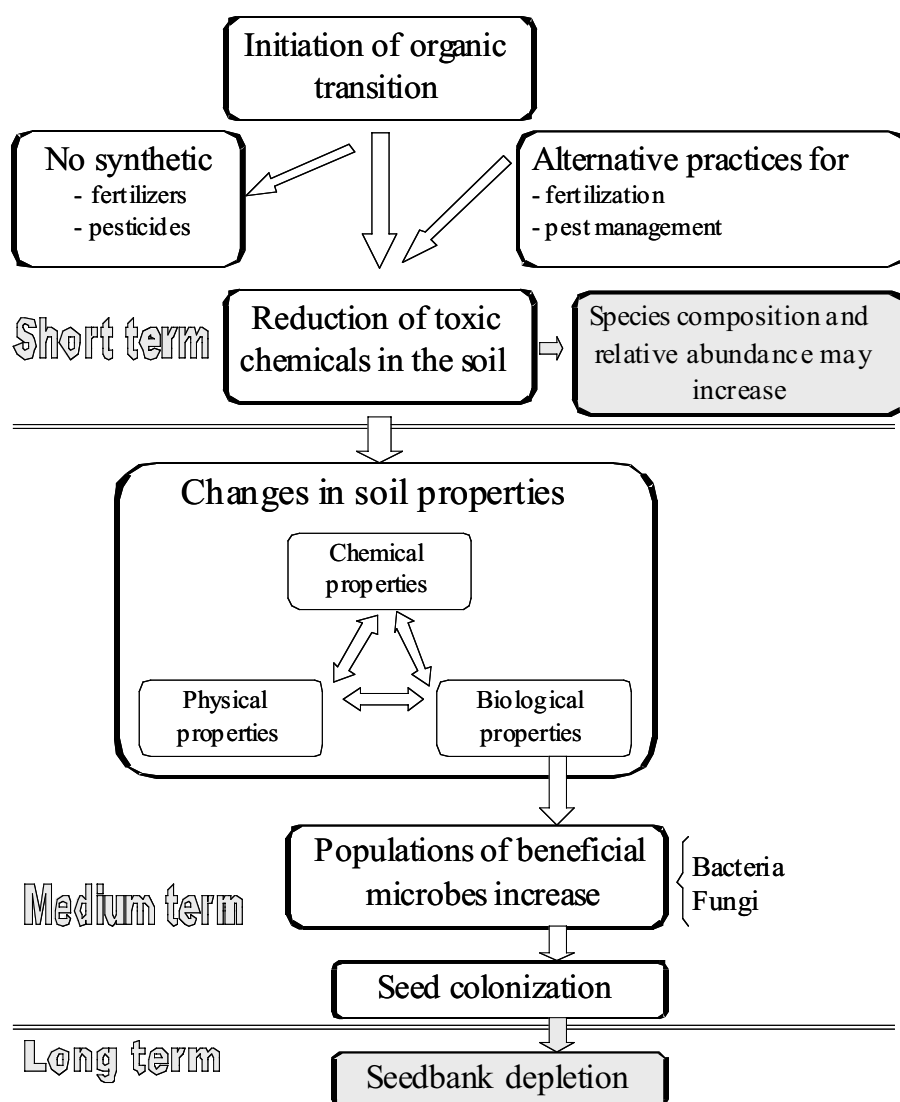 Initiation of organic
transition
No synthetic
- fertilizers
- pesticides
Alternative practices for
- fertilization
- pest management
Short term
Reduction of toxic
chemicals in the soil
Species composition and
relative abundance may
increase
Changes in soil properties
Chemical
properties
Physical
properties
Biological
properties
Medium term
Populations of beneficial
microbes increase
Bacteria
Fungi
Seed colonization
Long term
Seedbank depletion